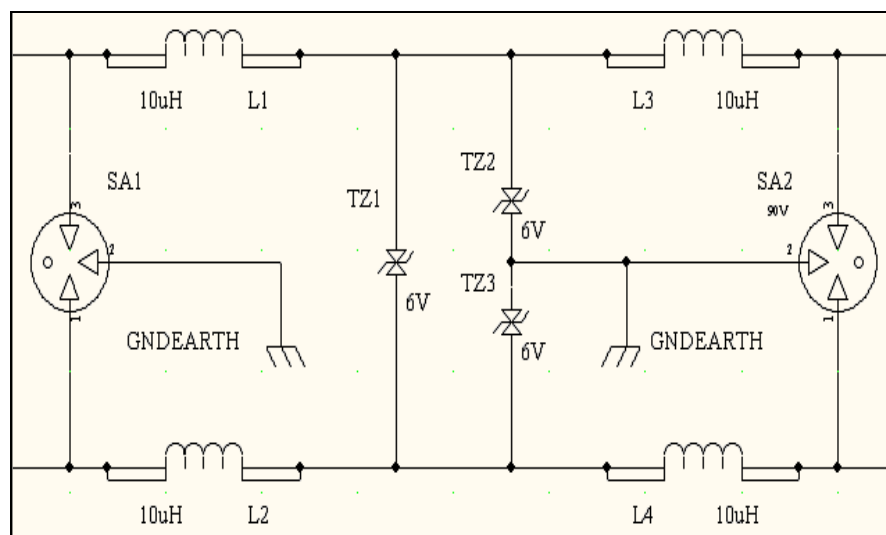 10uH L1
L3 10uH
SA1
3
2
1
TZ1
6V
TZ2
6V
TZ3
6V
SA2
90V
3
2
1
GNDEARTH
GNDEARTH
10uH L2
L4 10uH